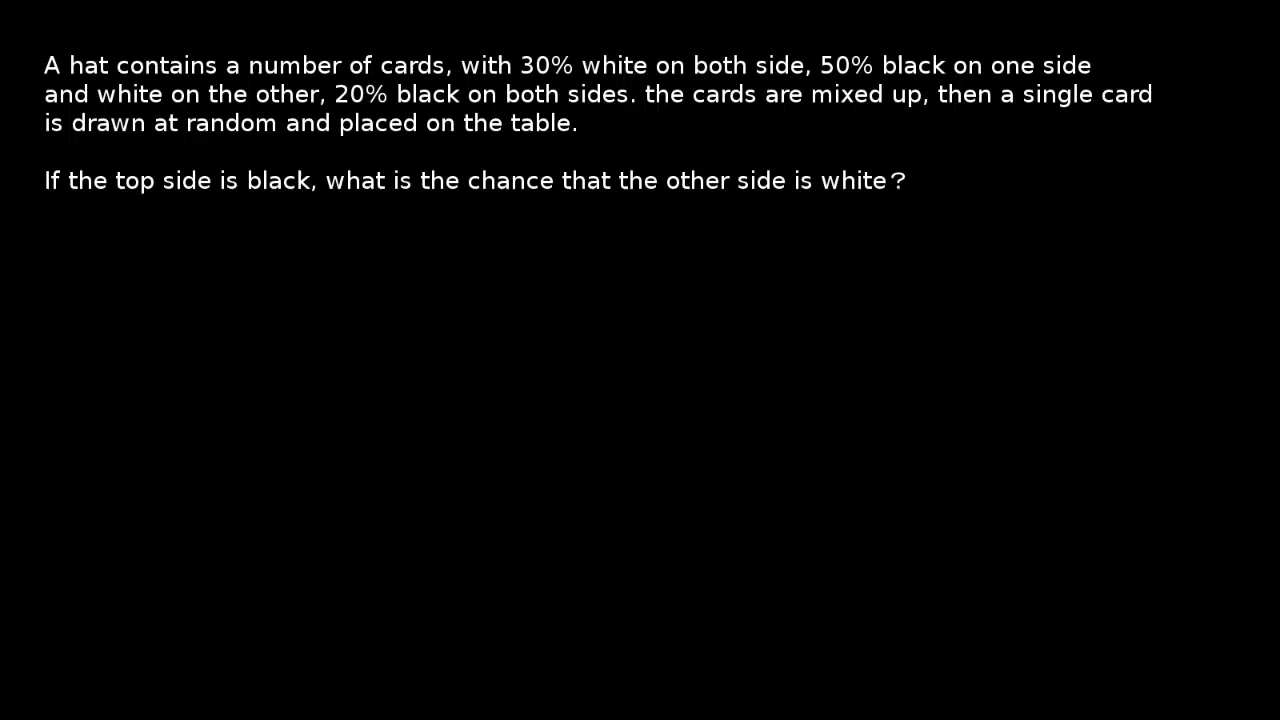 A hat contains a number of cards, with 30% white on both side, 50% black on one side
and white on the other, 20% black on both sides. the cards are mixed up, then a single card
is drawn at random and placed on the table.
If the top side is black, what is the chance that the other side is white?